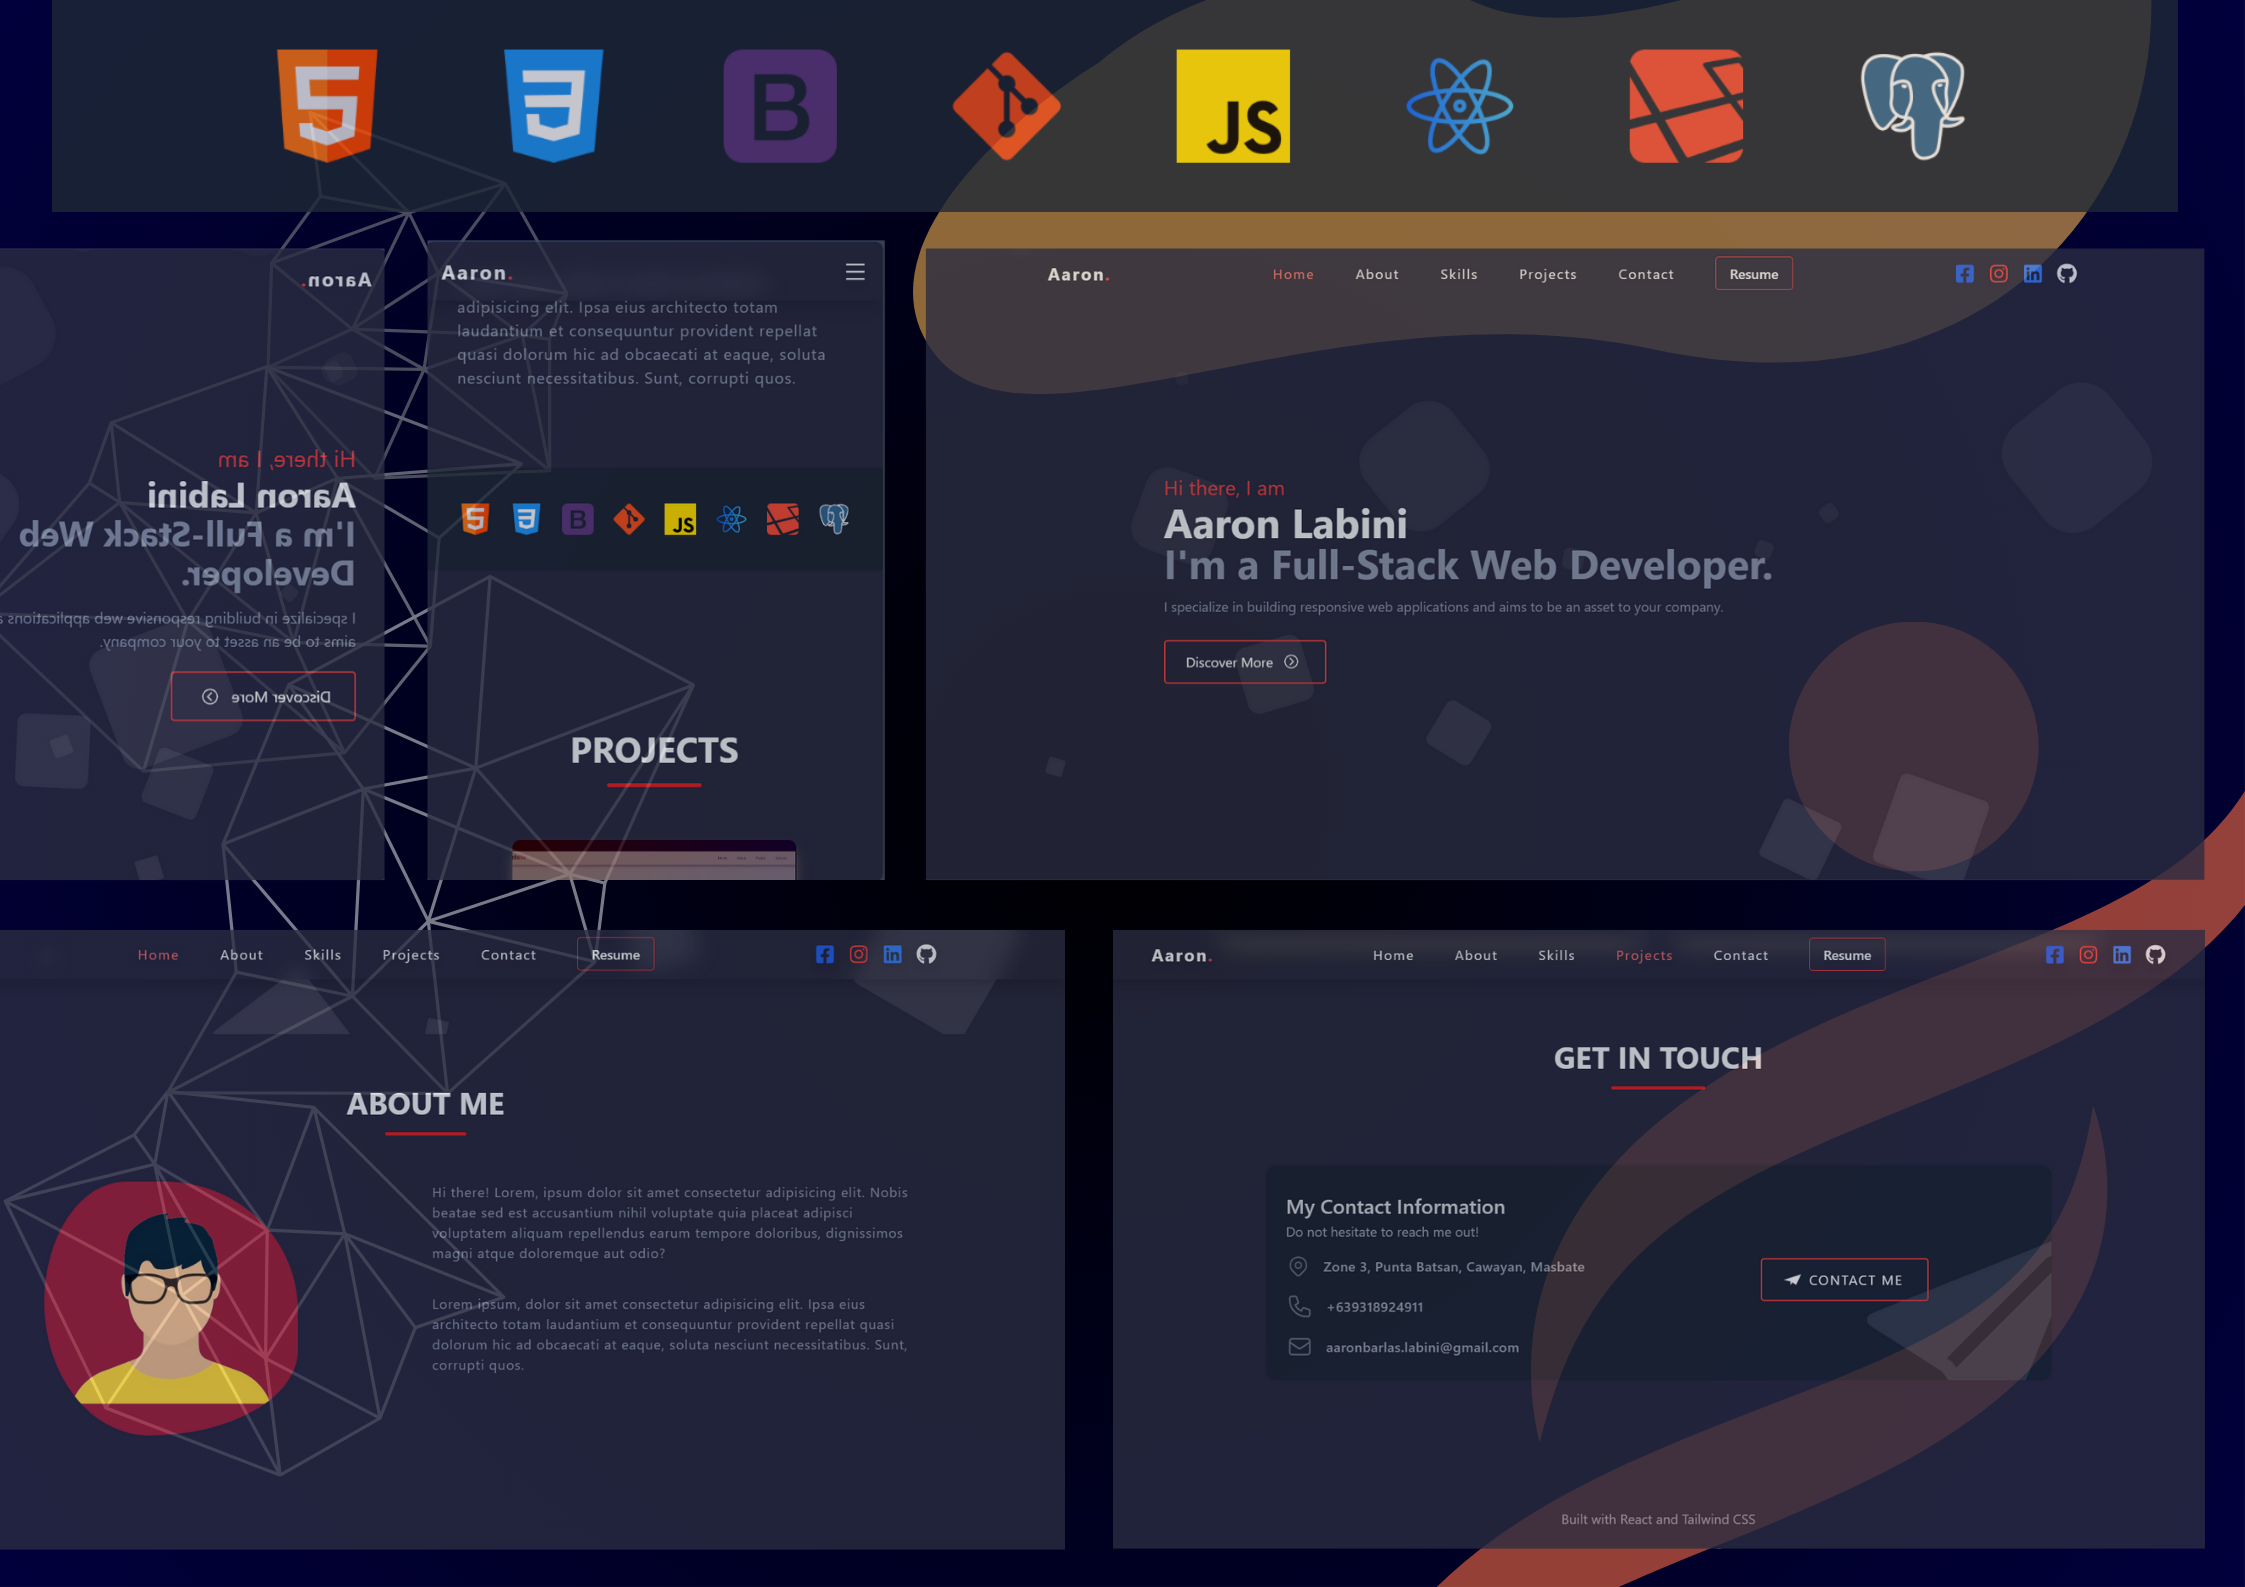 JS
B
Aaron.
Hi there, I am
Aaron Labini
I'm a Full-Stack Web
Developer.
I specialize in building responsive web applications a
aims to be an asset to your company.
Discover More
Aaron.
adipisicing elit. Ipsa eius architecto totam
laudantium et consequuntur provident repellat
quasi dolorum hic ad obcaecati at eaque, soluta
nesciunt necessitatibus. Sunt, corrupti quos.
B
JS
PROJECTS
Aaron.
Home About Skills Projects Contact Resume
Hi there, I am
Aaron Labini
I'm a Full-Stack Web Developer.
I specialize in building responsive web applications and aims to be an asset to your company.
Discover More
Home About Skills Projects Contact Resume
ABOUT ME
Hi there! Lorem, ipsum dolor sit amet consectetur adipisicing elit. Nobis
beatae sed est accusantium nihil voluptate quia placeat adipisci
voluptatem aliquam repellendus earum tempore doloribus, dignissimos
magni atque doloremque aut odio?
Lorem ipsum, dolor sit amet consectetur adipisicing elit. Ipsa eius
architecto totam laudantium et consequuntur provident repellat quasi
dolorum hic ad obcaecati at eaque, soluta nesciunt necessitatibus. Sunt,
corrupti quos.
Aaron.
Home About Skills Projects Contact Resume
GET IN TOUCH
My Contact Information
Do not hesitate to reach me out!
Zone 3, Punta Batsan, Cawayan, Masbate
+639318924911
aaronbarlas.labini@gmail.com
CONTACT ME
Built with React and Tailwind CSS